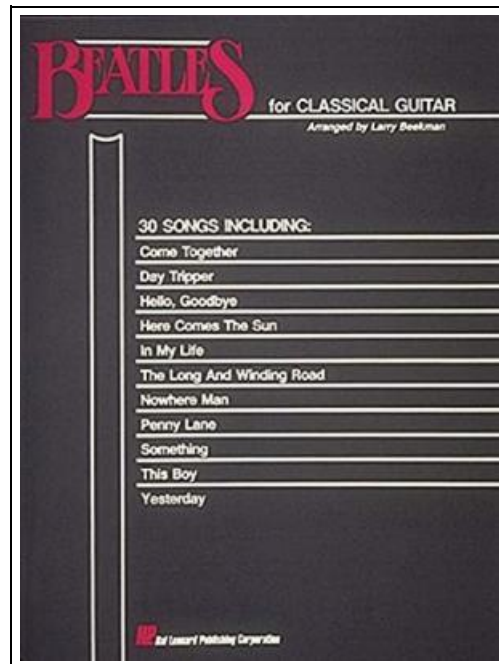 BEATLES
for CLASSICAL GUITAR
Arranged by Larry Beekman
30 SONGS INCLUDING:
Come Together
Day Tripper
Hello, Goodbye
Here Comes The Sun
In My Life
The Long And Winding Road
Nowhere Man
Penny Lane
Something
This Boy
Yesterday
HL Hal Leonard Publishing Corporation